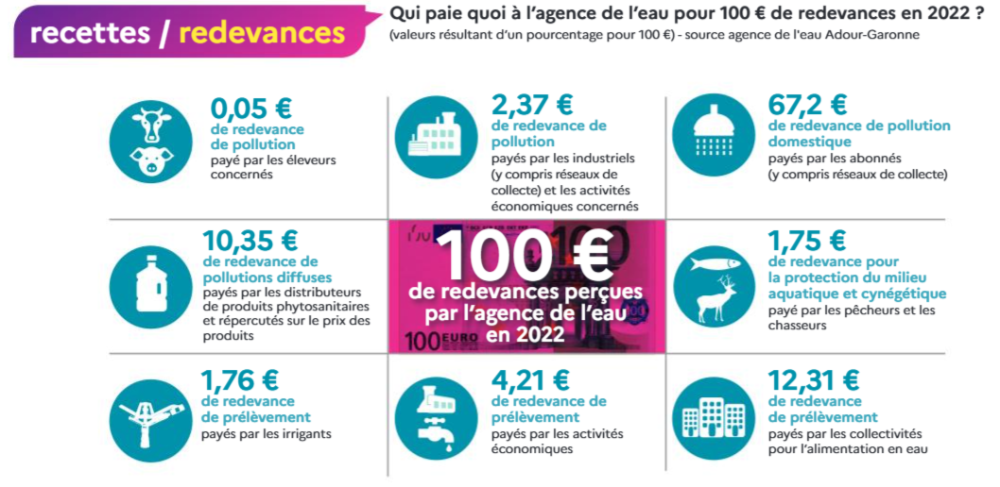 recettes / redevances
Qui paie quoi à l'agence de l'eau pour 100 € de redevances en 2022 ?
(valeurs résultant d'un pourcentage pour 100 €) - source agence de l'eau Adour-Garonne
0,05 €
de redevance
de pollution
payé par les éleveurs
concernés
2,37 €
de redevance de
pollution
payés par les industriels
(y compris réseaux de
collecte) et les activités
économiques concernés
67,2 €
de redevance de pollution
domestique
payés par les abonnés
(y compris réseaux de collecte)
10,35 €
de redevance de
pollutions diffuses
payés par les distributeurs
de produits phytosanitaires
et répercutés sur le prix des
produits
100 €
de redevances perçues
par l'agence de l'eau
en 2022
100 EURO
1,75 €
de redevance pour
la protection du milieu
aquatique et cynégétique
payé par les pêcheurs et les
chasseurs
1,76 €
de redevance
de prélèvement
payés par les irrigants
4,21 €
de redevance de
prélèvement
payés par les activités
économiques
12,31 €
de redevance
de prélèvement
payés par les collectivités
pour l'alimentation en eau